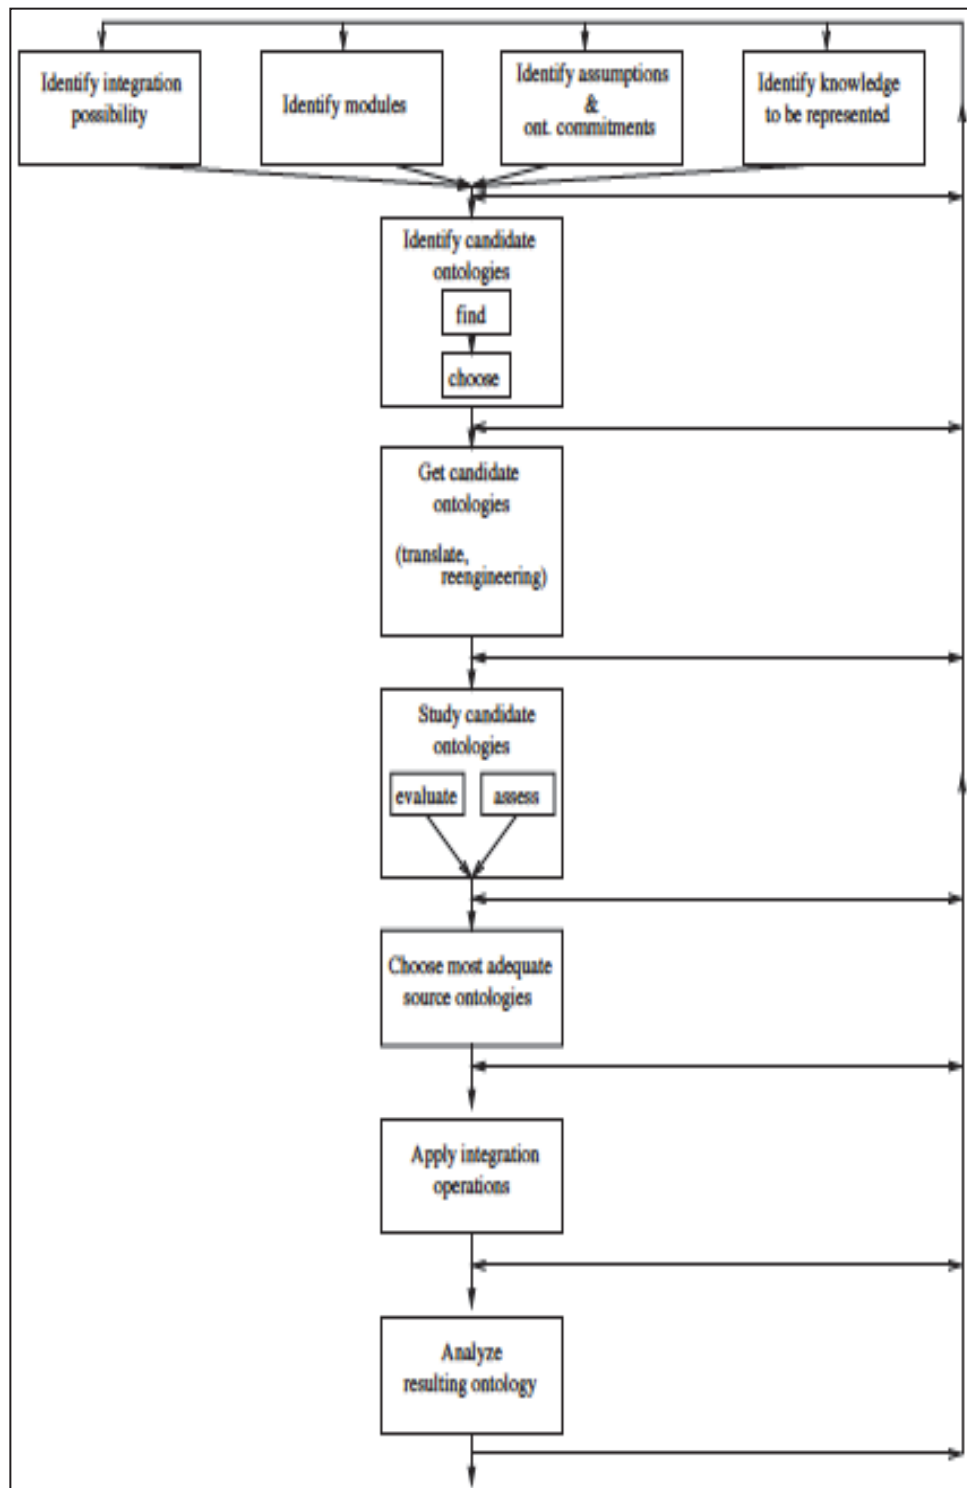 Identify integration
possibility
Identify modules
Identify assumptions
&
ont. commitments
Identify knowledge
to be represented
Identify candidate
ontologies
find
choose
Get candidate
ontologies
(translate,
reengineering)
Study candidate
ontologies
evaluate
assess
Choose most adequate
source ontologies
Apply integration
operations
Analyze
resulting ontology